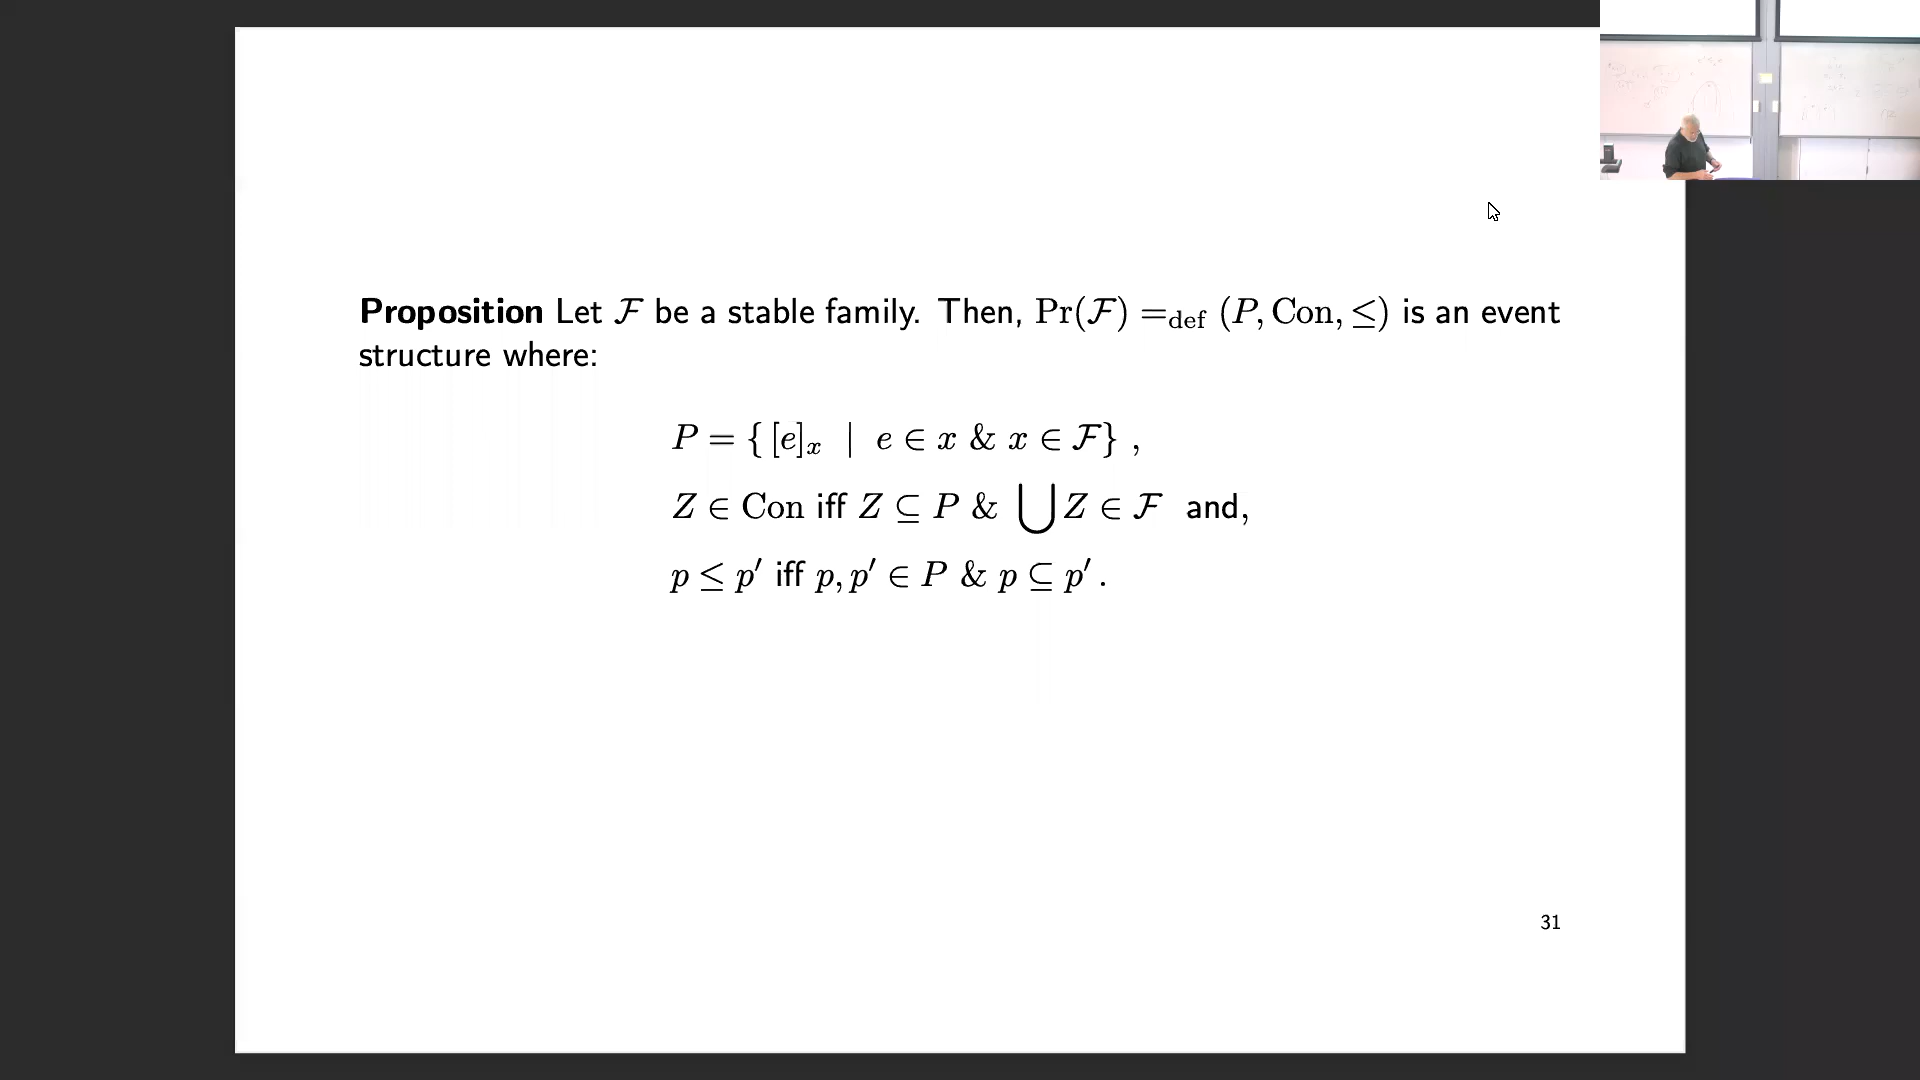 Proposition Let ℱ be a stable family. Then, Pr(ℱ) =def (P, Con, ≤) is an event
structure where:
P = { [e]ₓ | e ∈ x & x ∈ ℱ} ,
Z ∈ Con iff Z ⊆ P & ⋃ Z ∈ ℱ and,
p ≤ p′ iff p, p′ ∈ P & p ⊆ p′ .
31